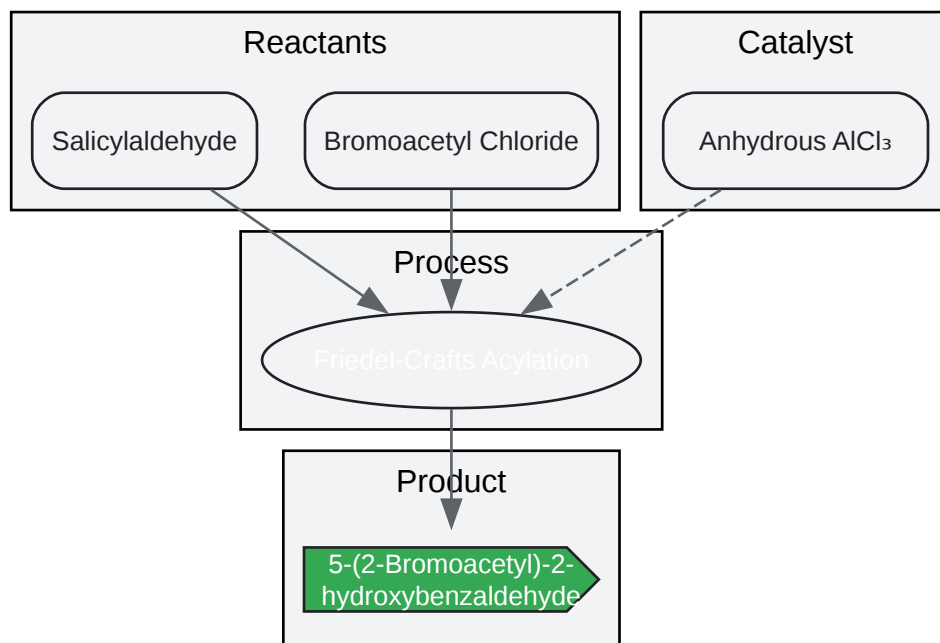 Reactants
Catalyst
Salicylaldehyde
Bromoacetyl Chloride
Anhydrous AlCl₃
Process
Friedel-Crafts Acylation
Product
5-(2-Bromoacetyl)-2-
hydroxybenzaldehyde